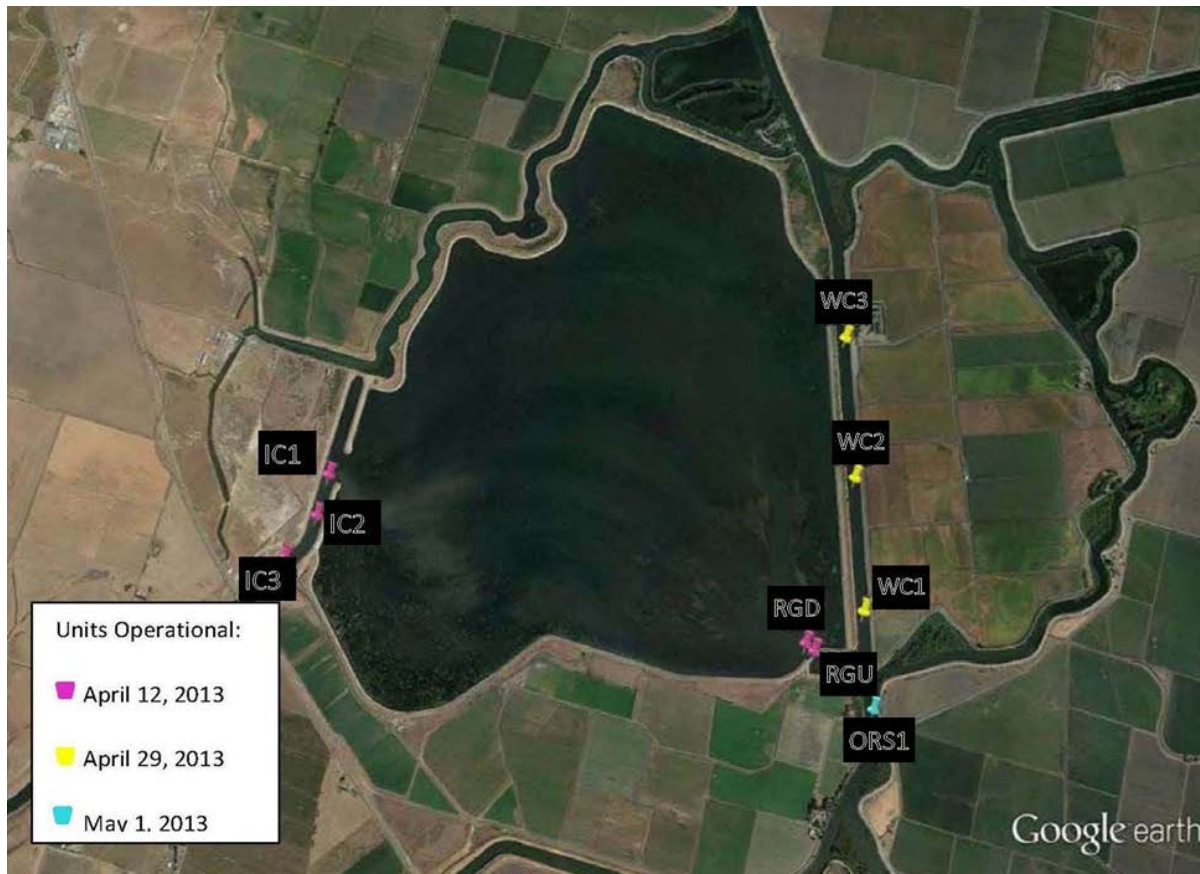 WC3
WC2
IC1
IC2
IC3
WC1
RGD
RGU
ORS1
Units Operational:
April 12, 2013
April 29, 2013
May 1, 2013
Google earth